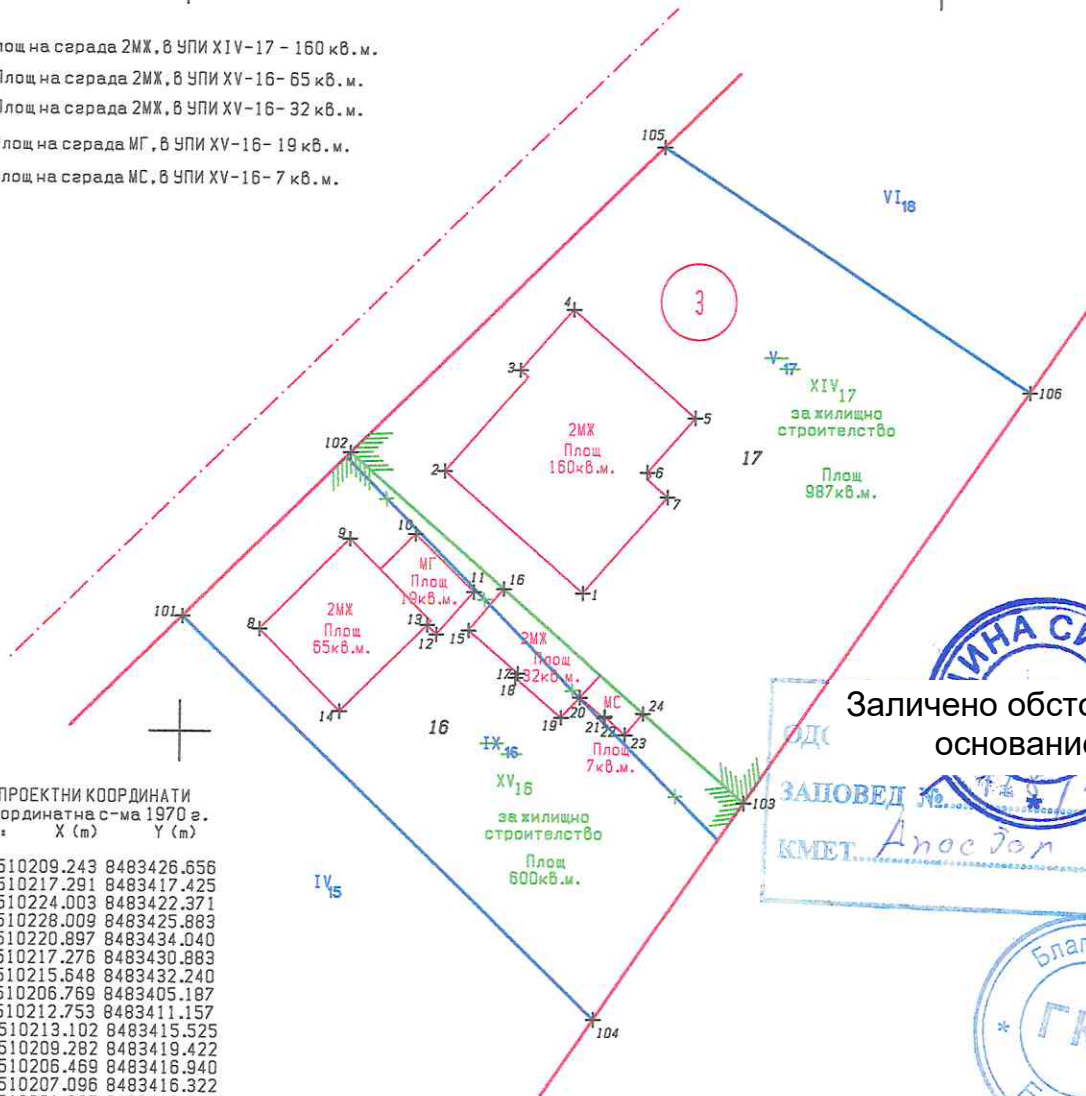 лощ на сграда 2МЖ, в УПИ XIV-17 - 160 кв.м.
Площ на сграда 2МЖ, в УПИ XV-16- 65 кв.м.
Площ на сграда 2МЖ, в УПИ XV-16- 32 кв.м.
лощ на сграда МГ, в УПИ XV-16- 19 кв.м.
лощ на сграда МС, в УПИ XV-16- 7 кв.м.
105
VI18
3
4
3
V-17
XIV17
за жилищно
строителство
Площ
987кв.м.
106
5
102
2МЖ
Площ
160кв.м.
17
2
6
7
9
10
МГ
Площ
19кв.м.
11
16
1
101
8
2МЖ
Площ
65кв.м.
13
12
15
2МЖ
Площ
32кв.м.
17
18
14
16
19
20
МС
21
22
23
24
Площ
7кв.м.
IX-16
XV16
за жилищно
строителство
Площ
600кв.м.
103
IV15
104
ИНА СИ
Заличено обсто
основание
ЗАПОВЕД №
КМЕТ
Благ
ПРОЕКТНИ КООРДИНАТИ
ординатна с-ма 1970 г.
: X (m) Y (m)
510209.243 8483426.656
510217.291 8483417.425
510224.003 8483422.371
510228.009 8483425.883
510220.897 8483434.040
510217.276 8483430.883
510215.648 8483432.240
510206.769 8483405.187
510212.753 8483411.157
510213.102 8483415.525
510209.282 8483419.422
510206.469 8483416.940
510207.096 8483416.322